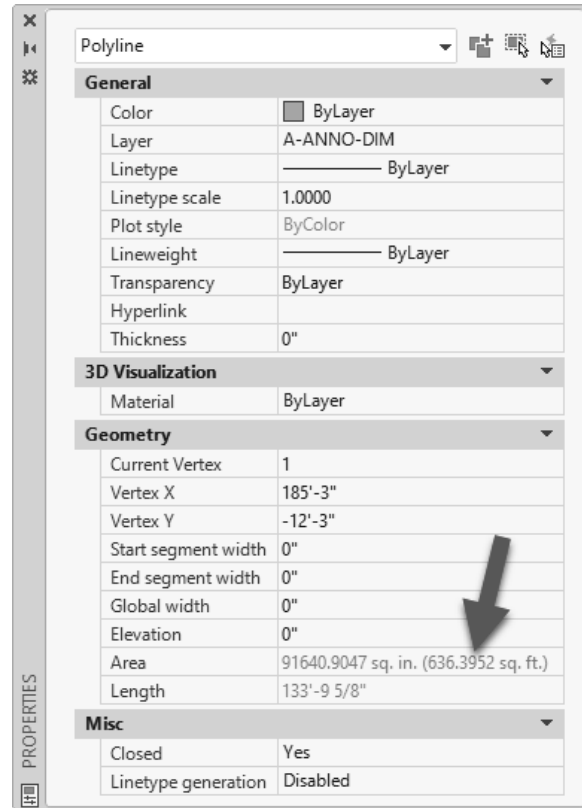 Polyline
General
Color ByLayer
Layer A-ANNO-DIM
Linetype ByLayer
Linetype scale 1.0000
Plot style ByColor
Lineweight ByLayer
Transparency ByLayer
Hyperlink
Thickness 0"
3D Visualization
Material ByLayer
Geometry
Current Vertex 1
Vertex X 185'-3"
Vertex Y -12'-3"
Start segment width 0"
End segment width 0"
Global width 0"
Elevation 0"
Area 91640.9047 sq. in. (636.3952 sq. ft.)
Length 133'-9 5/8"
Misc
Closed Yes
Linetype generation Disabled
PROPERTIES